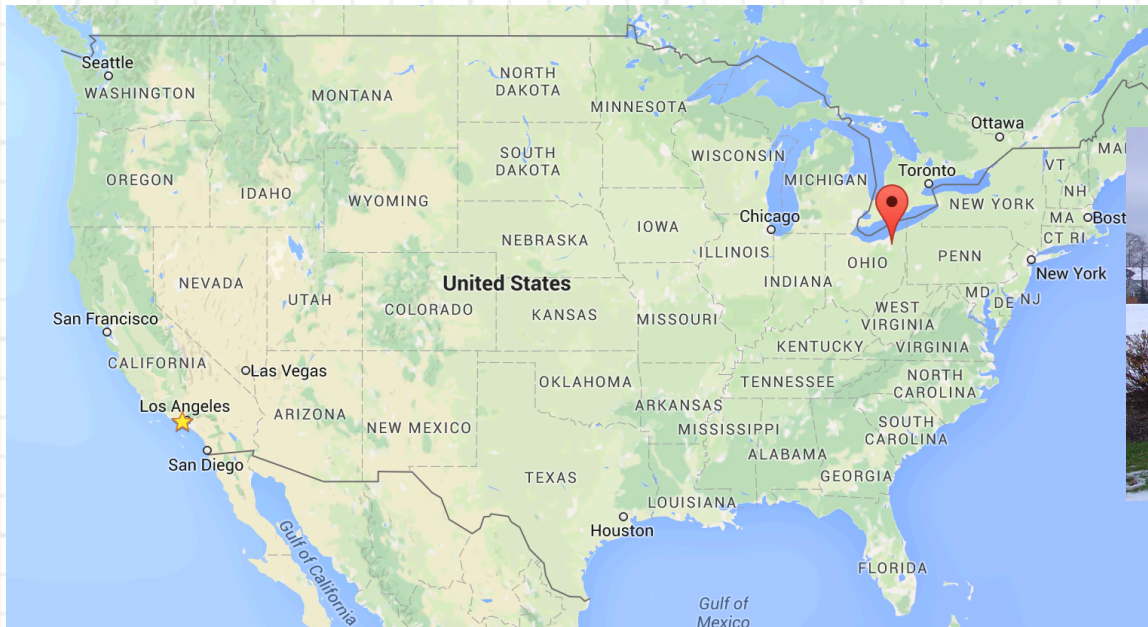 Seattle
WASHINGTON
MONTANA
NORTH
DAKOTA
MINNESOTA
Ottawa
OREGON
IDAHO
WYOMING
SOUTH
DAKOTA
WISCONSIN
MICHIGAN
Toronto
VT
NH
NEW YORK
MA
Bost
CT RI
Chicago
IOWA
NEBRASKA
ILLINOIS
INDIANA
OHIO
PENN
New York
NEVADA
UTAH
COLORADO
United States
KANSAS
MISSOURI
WEST
VIRGINIA
MD
DE
NJ
San Francisco
CALIFORNIA
Las Vegas
KENTUCKY
VIRGINIA
Los Angeles
ARIZONA
NEW MEXICO
OKLAHOMA
ARKANSAS
TENNESSEE
NORTH
CAROLINA
San Diego
TEXAS
MISSISSIPPI
ALABAMA
SOUTH
CAROLINA
GEORGIA
LOUISIANA
Houston
FLORIDA
Gulf of California
Gulf of
Mexico